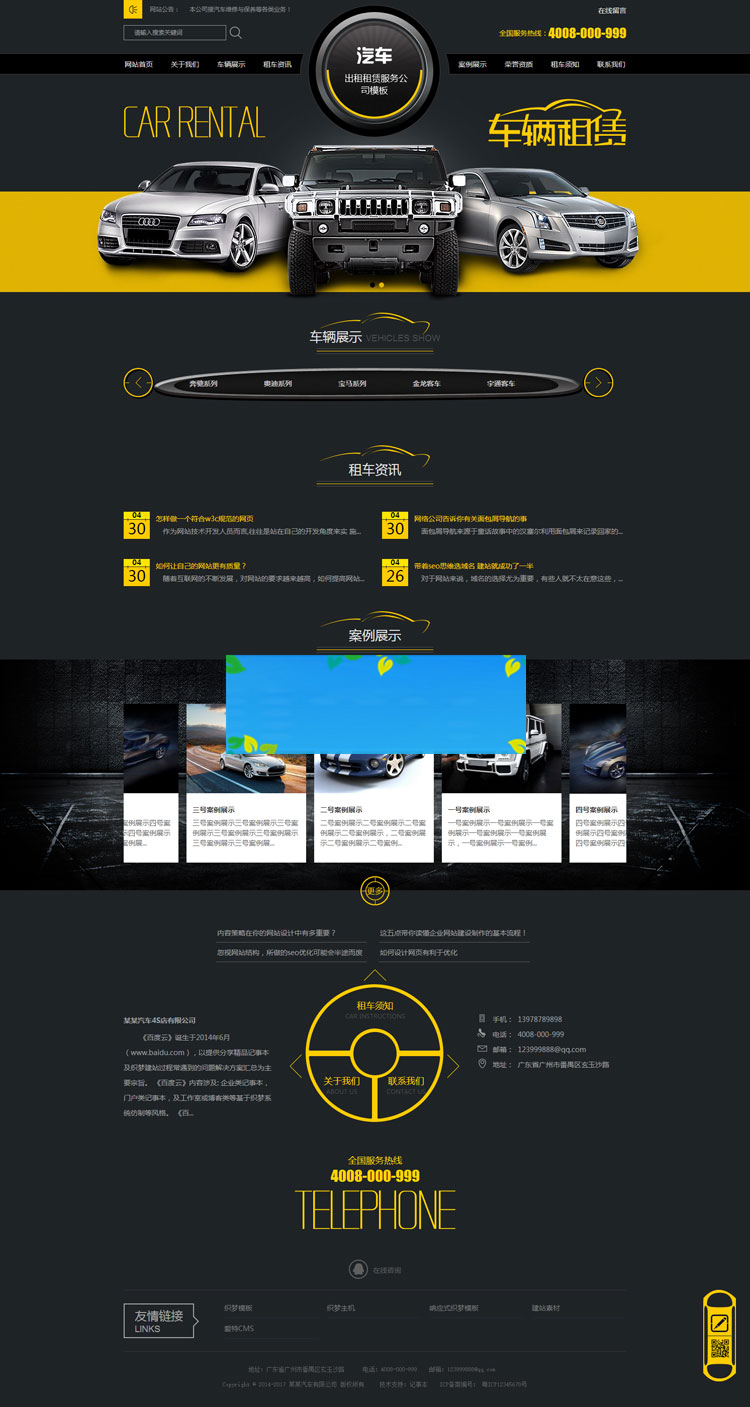 网站公告： 本公司接汽车维修与保养等各类业务！
在线留言
请输入搜索关键词
全国服务热线：4008-000-999
网站首页 关于我们 车辆展示 租车资讯
汽车
出租租赁服务公
司模板
案例展示 荣誉资质 租车须知 联系我们
CAR RENTAL
车辆租赁
车辆展示 VEHICLES SHOW
奔驰系列 奥迪系列 宝马系列 金龙客车 宇通客车
租车资讯
04
30
怎样做一个符合w3c规范的网页
作为网站技术开发人员而言,往往是站在自己的开发角度来实 施...
04
30
网络公司告诉你有关面包屑导航的事
面包屑导航来源于童话故事中的汉塞尔利用面包屑来记录回家的...
04
30
如何让自己的网站更有质量？
随着互联网的不断发展，对网站的要求越来越高，如何提高网站...
04
26
带着seo思维选域名 建站就成功了一半
对于网站来说，域名的选择尤为重要，有些人就不太在意这些，...
案例展示
案例展示四号案
示四号案例展示
例展...
三号案例展示
三号案例展示三号案例展示三号案
例展示三号案例展示三号案例展示
三号案例展示三号案例...
二号案例展示
二号案例展示二号案例展示二号案
例展示二号案例展示，二号案例展
示二号案例展示二号案例...
一号案例展示
一号案例展示一号案例展示一号案
例展示一号案例展示一号案例展
示，一号案例展示一号案例...
四号案例展示
四号案例展示四
例展示四号案例
四号案例展示四
更多
内容策略在你的网站设计中有多重要？
这五点带你读懂企业网站建设制作的基本流程！
忽视网站结构，所做的seo优化可能会半途而废
如何设计网页有利于优化
租车须知
CAR INSTRUCTIONS
关于我们
ABOUT US
联系我们
CONTACT US
某某汽车4S店有限公司
《百度云》诞生于2014年6月
（www.baldu.com），以提供分享精品记事本
及织梦建站过程常遇到的问题解决方案汇总为主
要宗旨。 《百度云》内容涉及: 企业类记事本，
门户类记事本，及工作室或博客类等基于织梦系
统仿制等风格。 《百...
手机： 13978789898
电话： 4008-000-999
邮箱： 123999888@qq.com
地址： 广东省广州市番禺区玄玉沙路
全国服务热线
4008-000-999
TELEPHONE
在线咨询
友情链接
LINKS
织梦模板 织梦主机 响应式织梦模板 建站素材
地址：广东省广州市番禺区玄玉沙路 电话：4008-000-999 邮箱：123999888@qq.com
Copyright © 2014-2017 某某汽车有限公司 版权所有 技术支持：记事本 ICP备案编号： 粤ICP12345678号